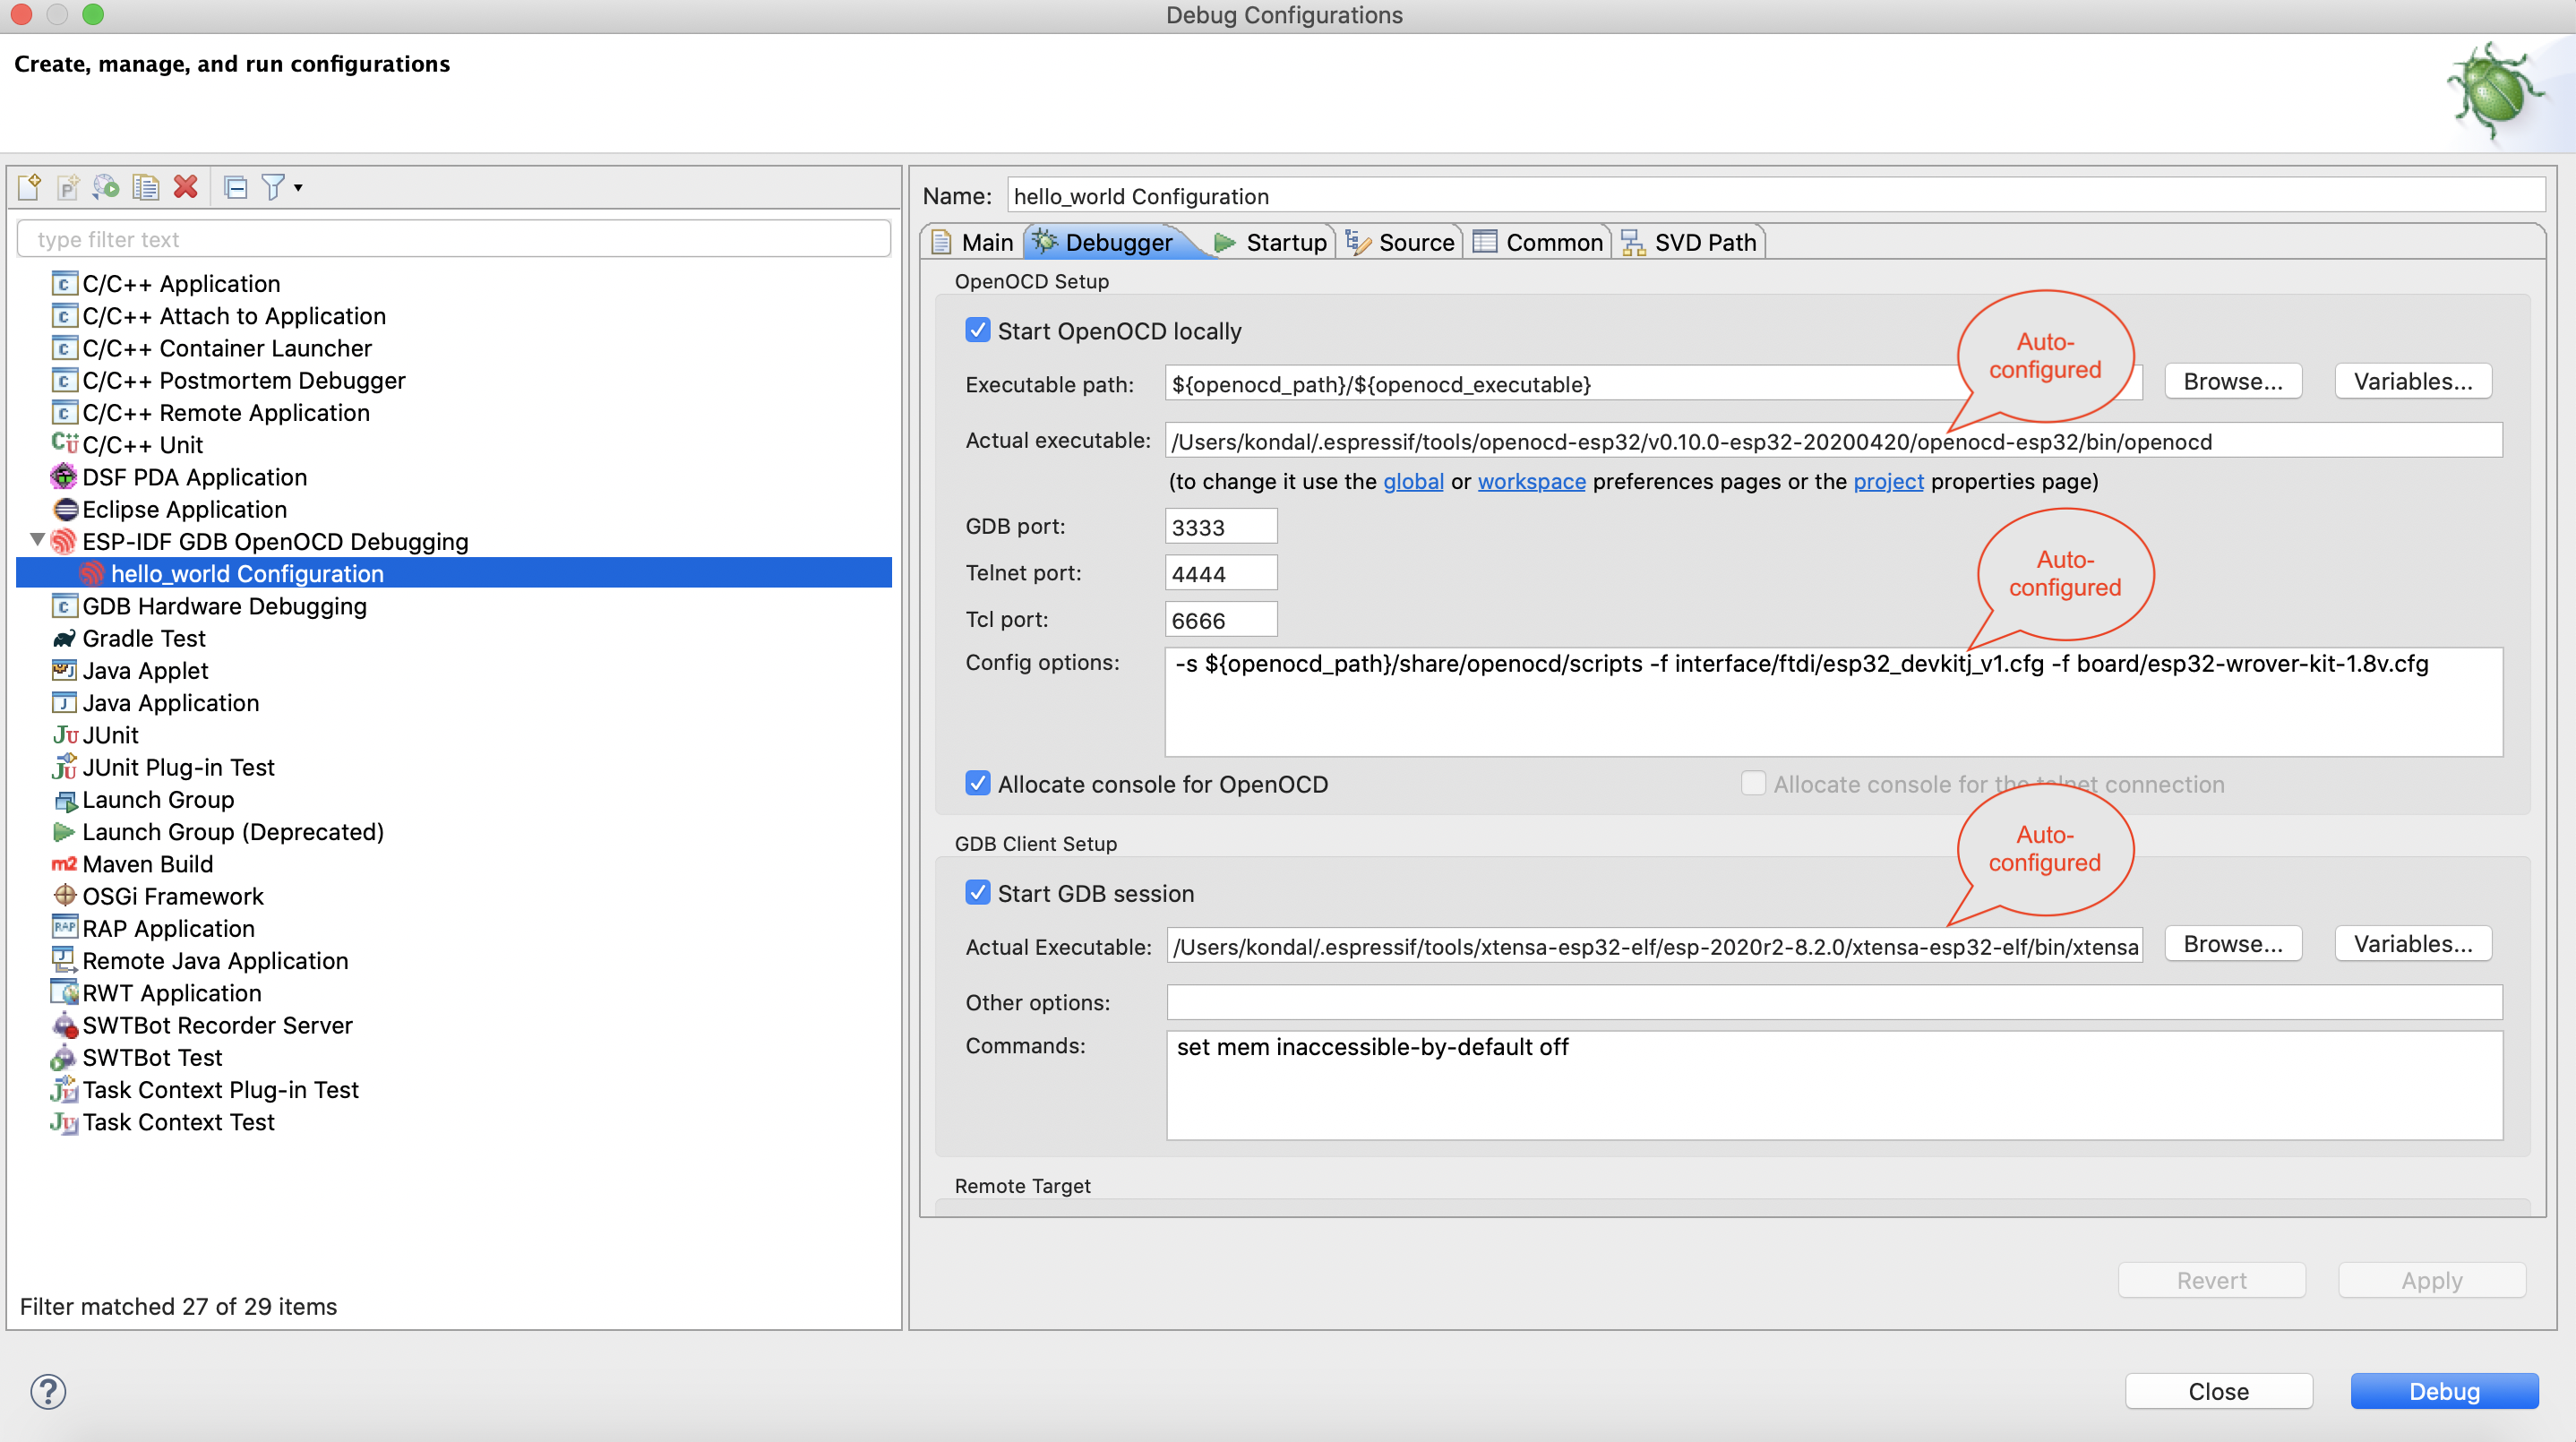 Debug Configurations
Create, manage, and run configurations
type filter text
C/C++ Application
C/C++ Attach to Application
C/C++ Container Launcher
C/C++ Postmortem Debugger
C/C++ Remote Application
C/C++ Unit
DSF PDA Application
Eclipse Application
ESP-IDF GDB OpenOCD Debugging
hello_world Configuration
GDB Hardware Debugging
Gradle Test
Java Applet
Java Application
JUnit
JUnit Plug-in Test
Launch Group
Launch Group (Deprecated)
Maven Build
OSGi Framework
RAP Application
Remote Java Application
RWT Application
SWTBot Recorder Server
SWTBot Test
Task Context Plug-in Test
Task Context Test
Filter matched 27 of 29 items
Name: hello_world Configuration
Main Debugger Startup Source Common SVD Path
OpenOCD Setup
Start OpenOCD locally
Auto-
configured
Executable path: ${openocd_path}/${openocd_executable} Browse... Variables...
Actual executable: /Users/kondal/.espressif/tools/openocd-esp32/v0.10.0-esp32-20200420/openocd-esp32/bin/openocd
(to change it use the global or workspace preferences pages or the project properties page)
GDB port: 3333
Auto-
configured
Telnet port: 4444
Tcl port: 6666
Config options: -s ${openocd_path}/share/openocd/scripts -f interface/ftdi/esp32_devkitj_v1.cfg -f board/esp32-wrover-kit-1.8v.cfg
Allocate console for OpenOCD Allocate console for the telnet connection
GDB Client Setup
Auto-
configured
Start GDB session
Actual Executable: /Users/kondal/.espressif/tools/xtensa-esp32-elf/esp-2020r2-8.2.0/xtensa-esp32-elf/bin/xtensa Browse... Variables...
Other options:
Commands: set mem inaccessible-by-default off
Remote Target
Revert Apply
? Close Debug